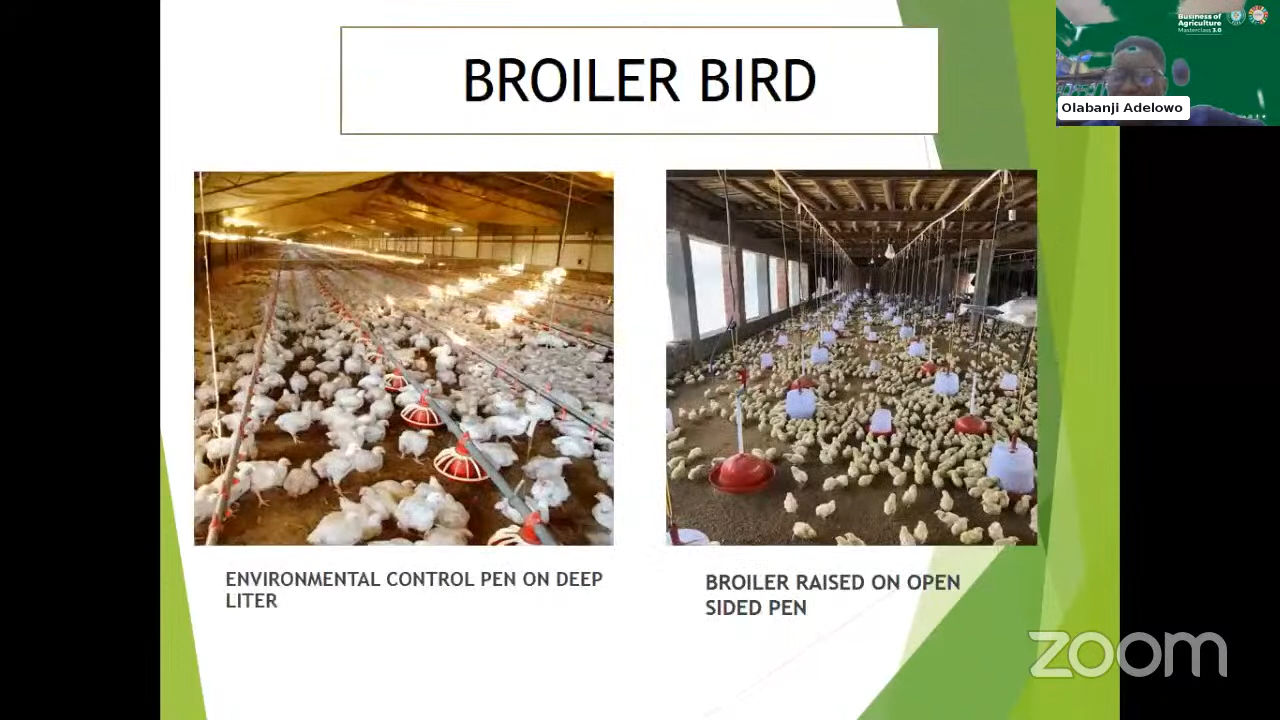 BROILER BIRD
Business of
Agriculture
Masterclass 3.0
Olabanji Adelowo
ENVIRONMENTAL CONTROL PEN ON DEEP
LITER
BROILER RAISED ON OPEN
SIDED PEN
zoom